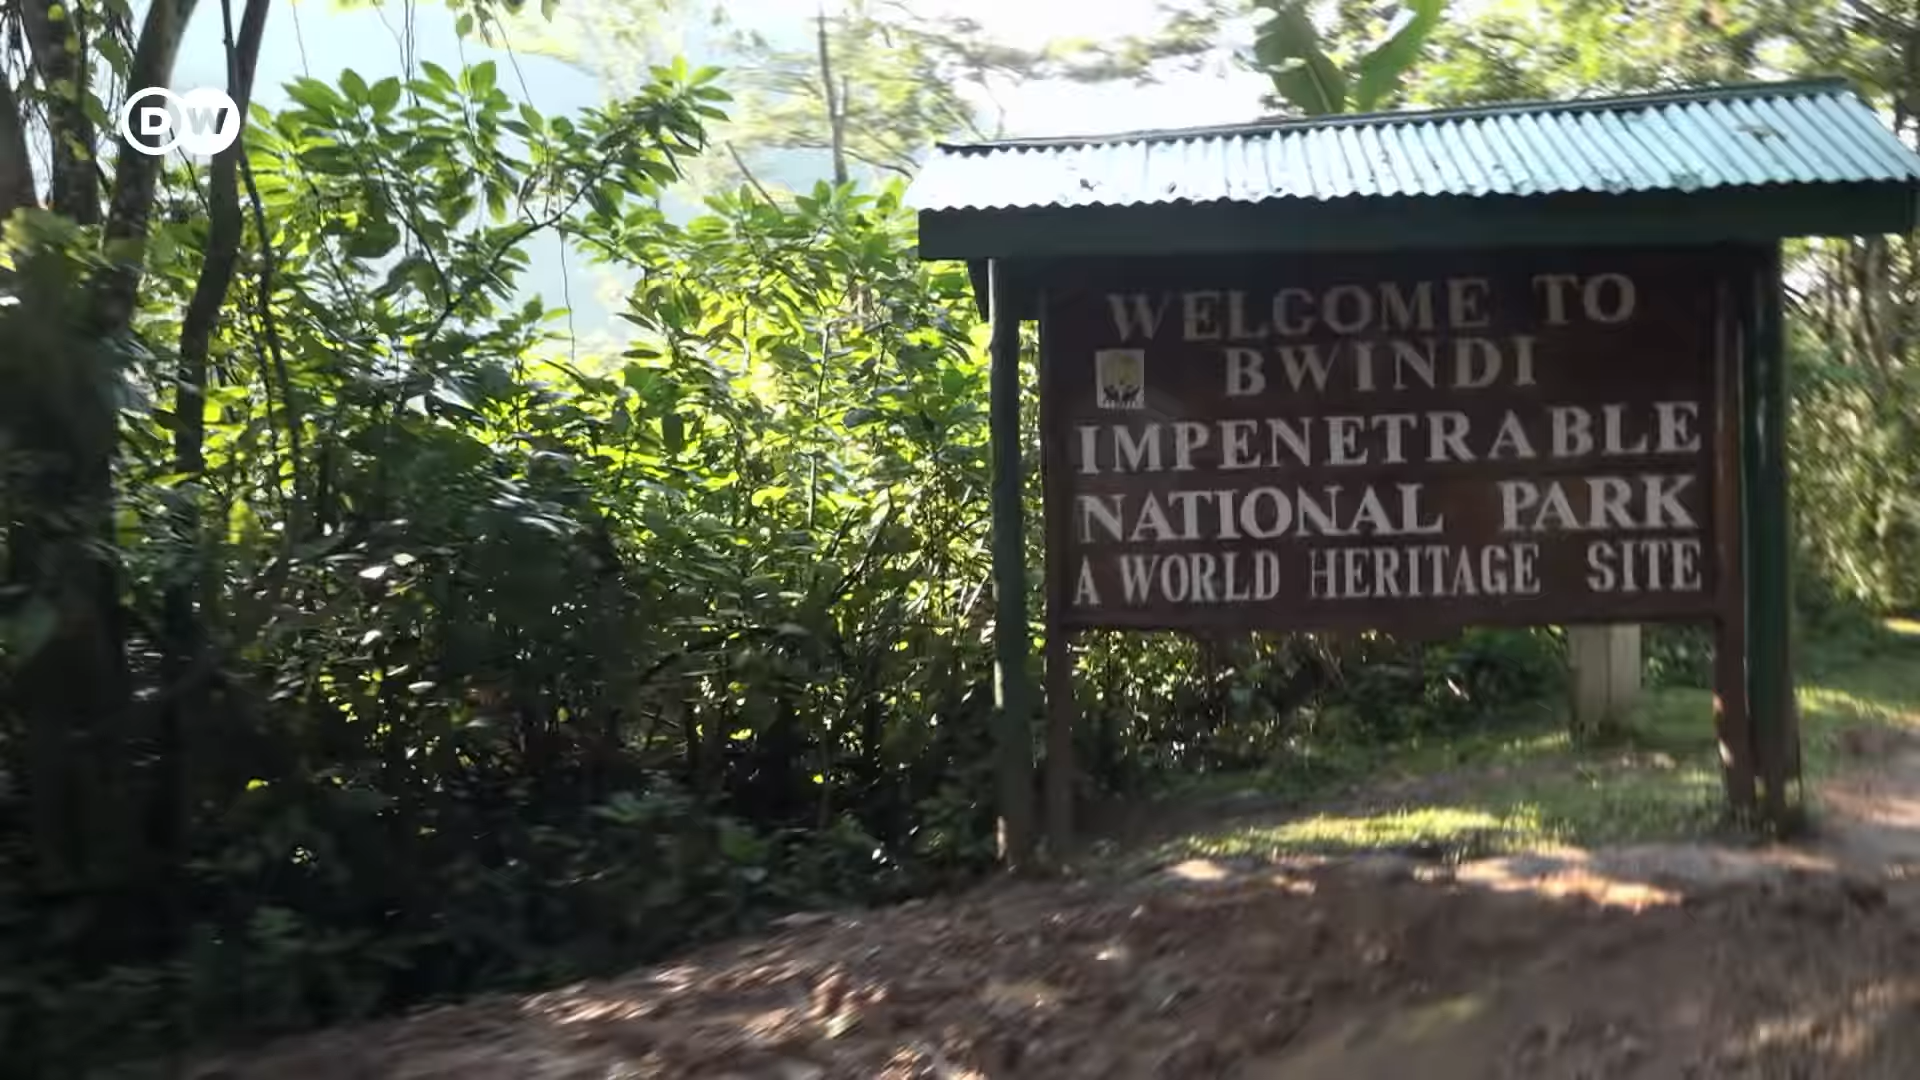 DW
WELCOME TO
BWINDI
IMPENETRABLE
NATIONAL PARK
A WORLD HERITAGE SITE